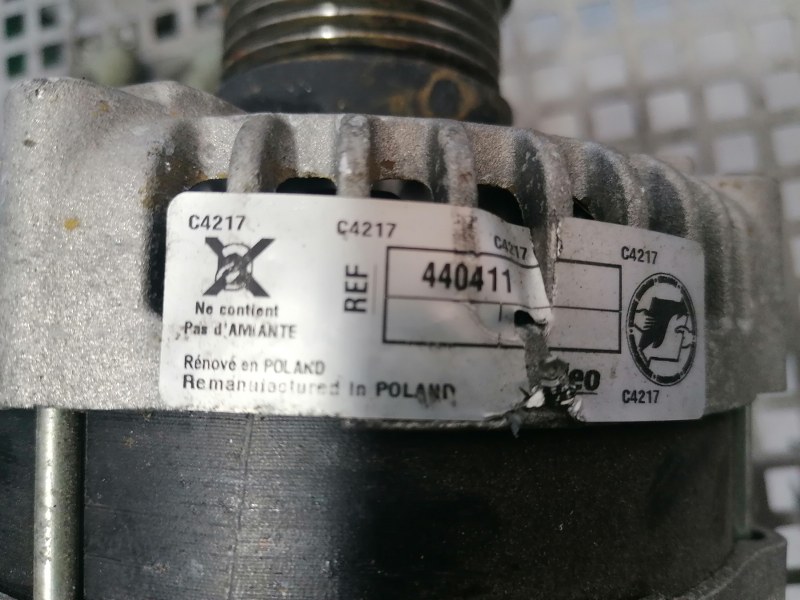 C4217
C4217
C4217
C4217
REF
440411
Ne contient
Pas d'AMIANTE
Rénové en POLAND
Remanufactured in POLAND
C4217